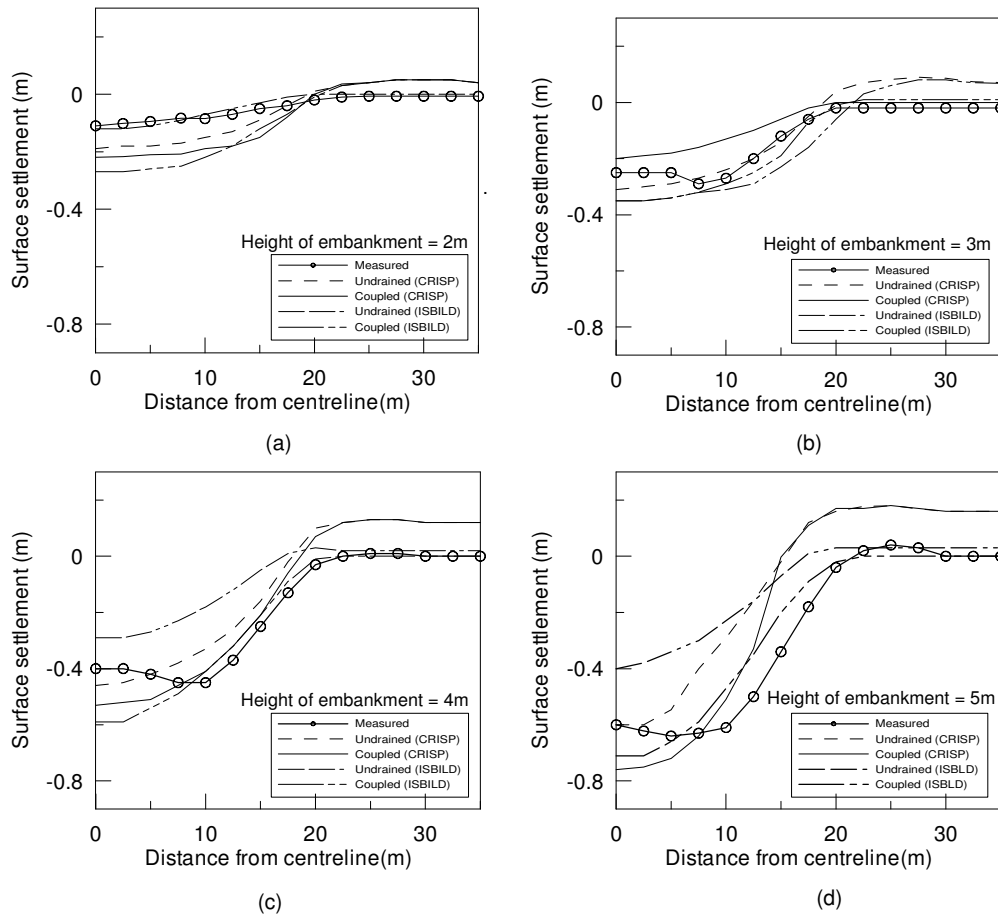 Surface settlement (m)
0
-0.4
-0.8
Height of embankment = 2m
Measured
Undrained (CRISP)
Coupled (CRISP)
Undrained (ISBILD)
Coupled (ISBILD)
0 10 20 30
Distance from centreline(m)
(a)
Surface settlement (m)
0
-0.4
-0.8
Height of embankment = 3m
Measured
Undrained (CRISP)
Coupled (CRISP)
Undrained (ISBILD)
Coupled (ISBILD)
0 10 20 30
Distance from centreline(m)
(b)
Surface settlement (m)
0
-0.4
-0.8
Height of embankment = 4m
Measured
Undrained (CRISP)
Coupled (CRISP)
Undrained (ISBILD)
Coupled (ISBILD)
0 10 20 30
Distance from centreline(m)
(c)
Surface settlement (m)
0
-0.4
-0.8
Height of embankment = 5m
Measured
Undrained (CRISP)
Coupled (CRISP)
Undrained (ISBLD)
Coupled (ISBLD)
0 10 20 30
Distance from centreline(m)
(d)